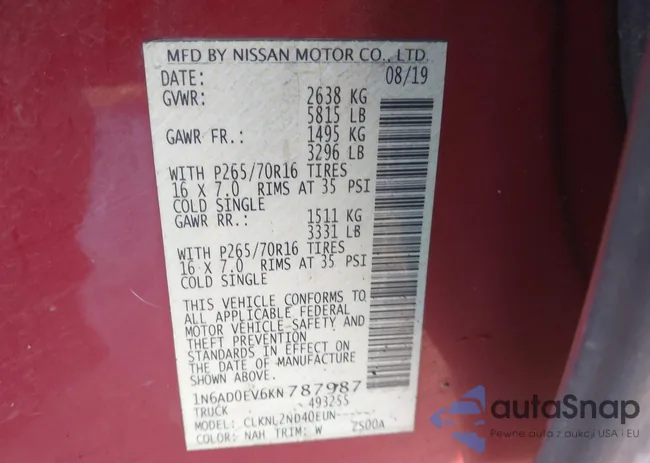 MFD BY NISSAN MOTOR CO., LTD.
DATE: 08/19
GVWR: 2638 KG
5815 LB
GAWR FR.: 1495 KG
3296 LB
WITH P265/70R16 TIRES
16 X 7.0 RIMS AT 35 PSI
COLD SINGLE
GAWR RR.: 1511 KG
3331 LB
WITH P265/70R16 TIRES
16 X 7.0 RIMS AT 35 PSI
COLD SINGLE
THIS VEHICLE CONFORMS TO
ALL APPLICABLE FEDERAL
MOTOR VEHICLE SAFETY AND
THEFT PREVENTION
STANDARDS IN EFFECT ON
THE DATE OF MANUFACTURE
SHOWN ABOVE.
1N6AD0EV6KN787987
TRUCK 493255
MODEL: CLKNL2ND40EUN-----
COLOR: NAH TRIM: W ZS00A
autoSnap
Pewne auta z aukcji USA i EU